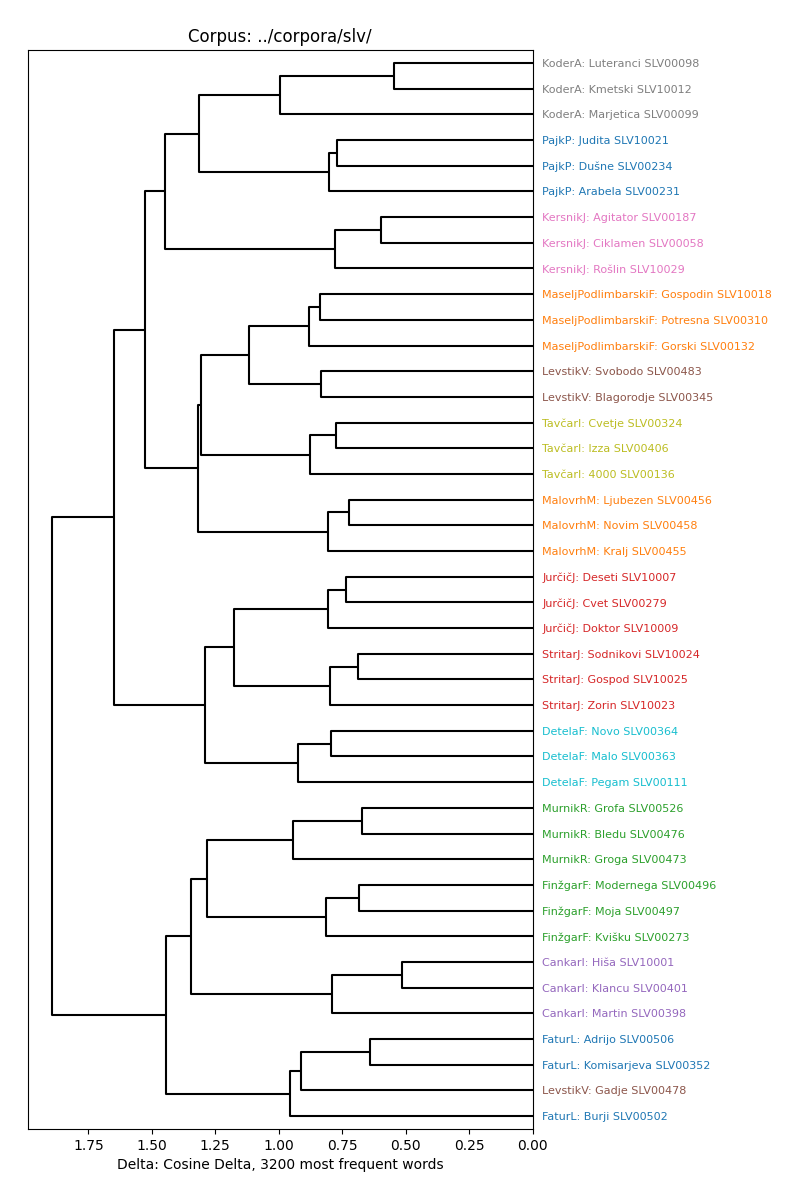 Corpus: ../corpora/slv/
KoderA: Luteranci SLV00098
KoderA: Kmetski SLV10012
KoderA: Marjetica SLV00099
PajkP: Judita SLV10021
PajkP: Dušne SLV00234
PajkP: Arabela SLV00231
KersnikJ: Agitator SLV00187
KersnikJ: Ciklamen SLV00058
KersnikJ: Rošlin SLV10029
MaseljPodlimbarskiF: Gospodin SLV10018
MaseljPodlimbarskiF: Potresna SLV00310
MaseljPodlimbarskiF: Gorski SLV00132
LevstikV: Svobodo SLV00483
LevstikV: Blagorodje SLV00345
TavčarI: Cvetje SLV00324
TavčarI: Izza SLV00406
TavčarI: 4000 SLV00136
MalovrhM: Ljubezen SLV00456
MalovrhM: Novim SLV00458
MalovrhM: Kralj SLV00455
JurčičJ: Deseti SLV10007
JurčičJ: Cvet SLV00279
JurčičJ: Doktor SLV10009
StritarJ: Sodnikovi SLV10024
StritarJ: Gospod SLV10025
StritarJ: Zorin SLV10023
DetelaF: Novo SLV00364
DetelaF: Malo SLV00363
DetelaF: Pegam SLV00111
MurnikR: Grofa SLV00526
MurnikR: Bledu SLV00476
MurnikR: Groga SLV00473
FinžgarF: Modernega SLV00496
FinžgarF: Moja SLV00497
FinžgarF: Kvišku SLV00273
CankarI: Hiša SLV10001
CankarI: Klancu SLV00401
CankarI: Martin SLV00398
FaturL: Adrijo SLV00506
FaturL: Komisarjeva SLV00352
LevstikV: Gadje SLV00478
FaturL: Burji SLV00502
1.75 1.50 1.25 1.00 0.75 0.50 0.25 0.00
Delta: Cosine Delta, 3200 most frequent words